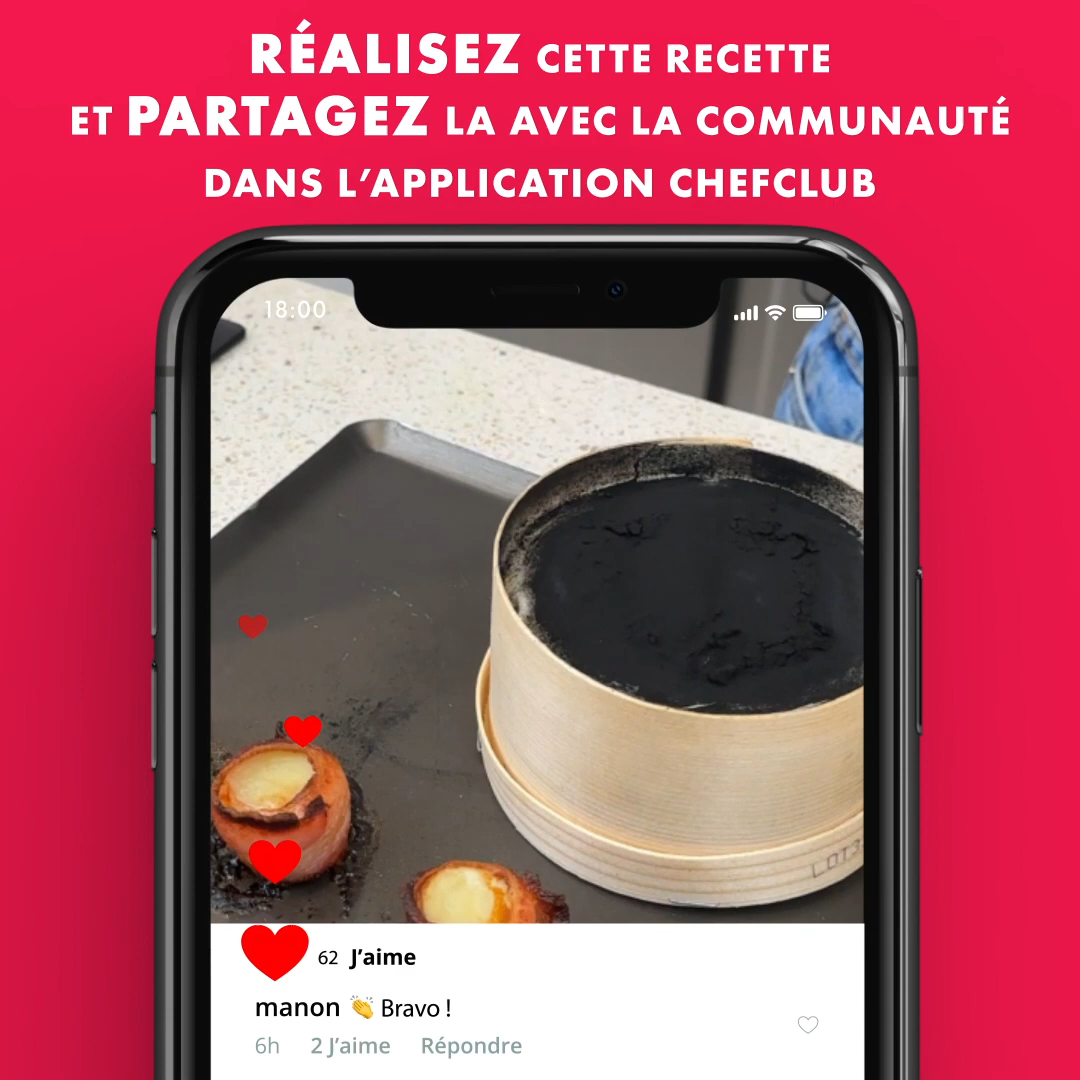 RÉALISEZ CETTE RECETTE
ET PARTAGEZ LA AVEC LA COMMUNAUTÉ
DANS L'APPLICATION CHEFCLUB
18:00
62 J'aime
manon 👏 Bravo !
6h 2 J'aime Répondre